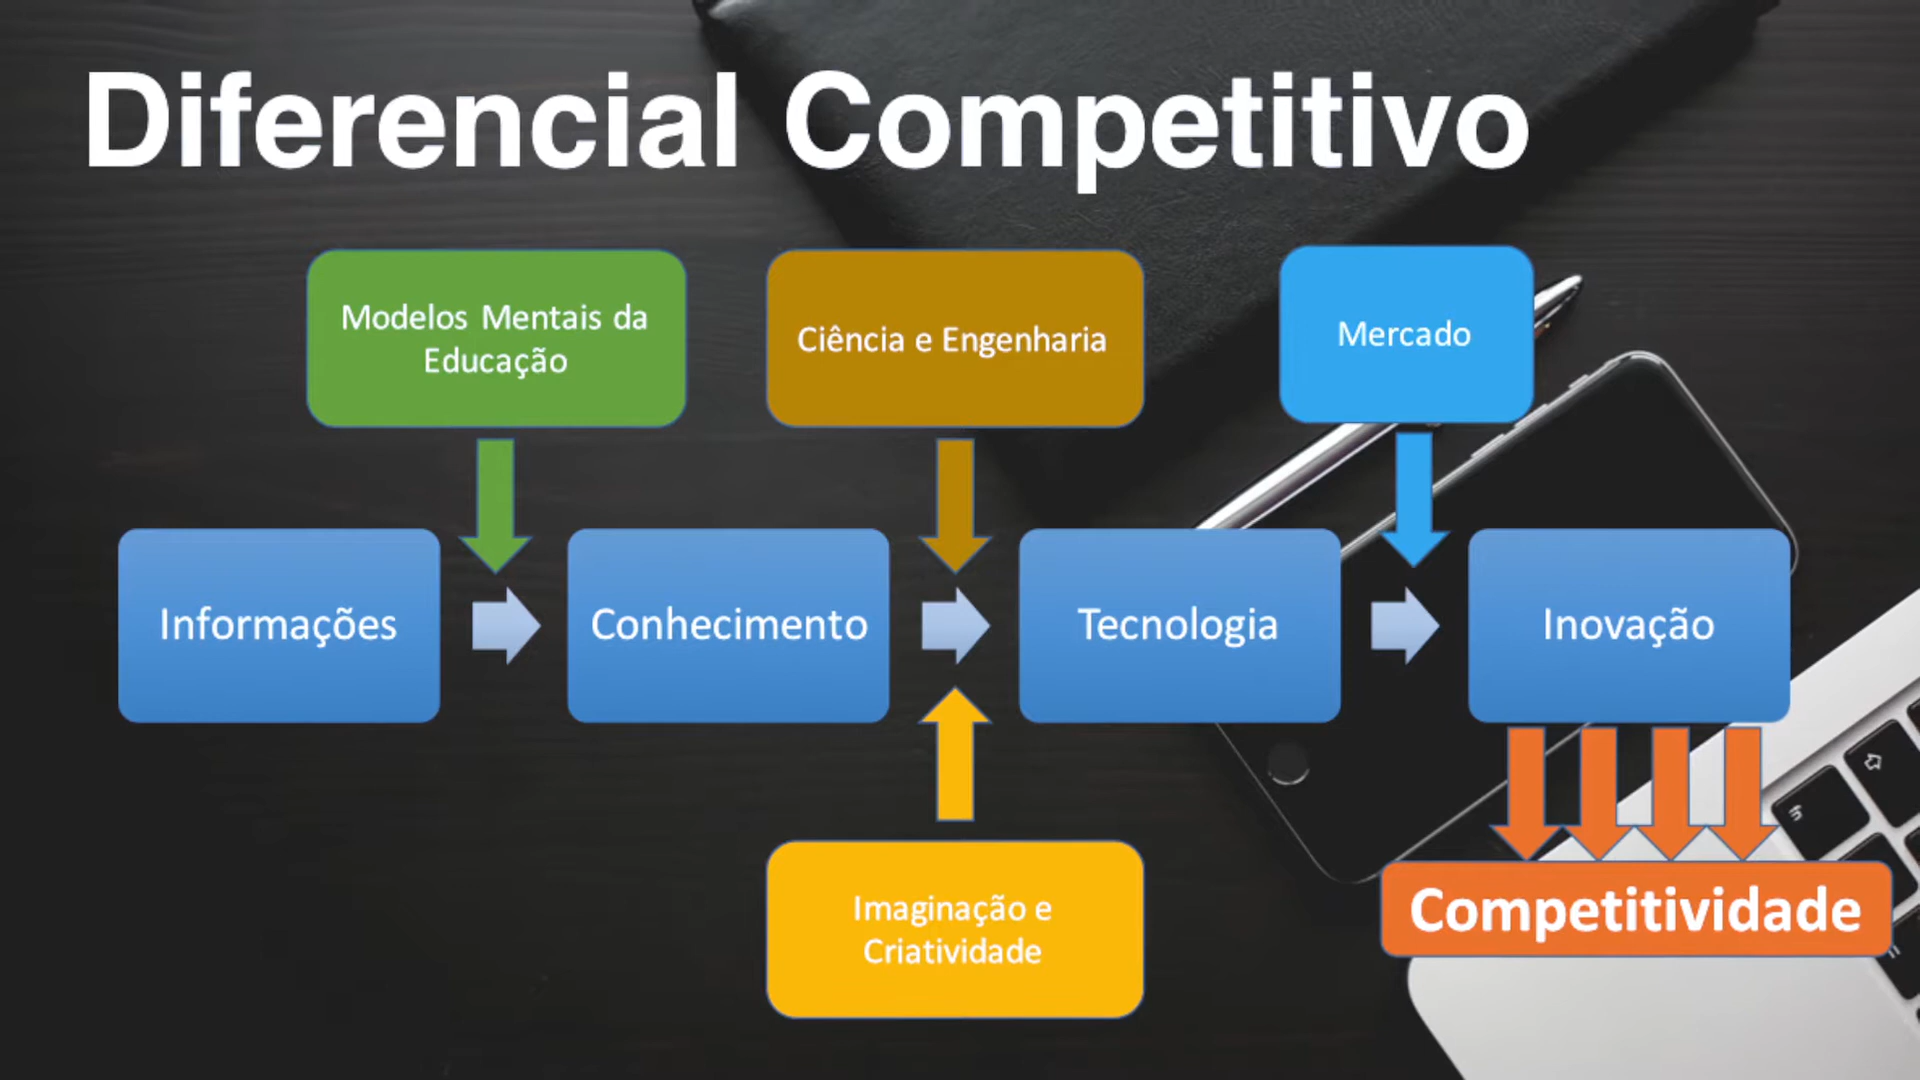 Diferencial Competitivo
Modelos Mentais da
Educação
Ciência e Engenharia
Mercado
Informações
Conhecimento
Tecnologia
Inovação
Imaginação e
Criatividade
Competitividade